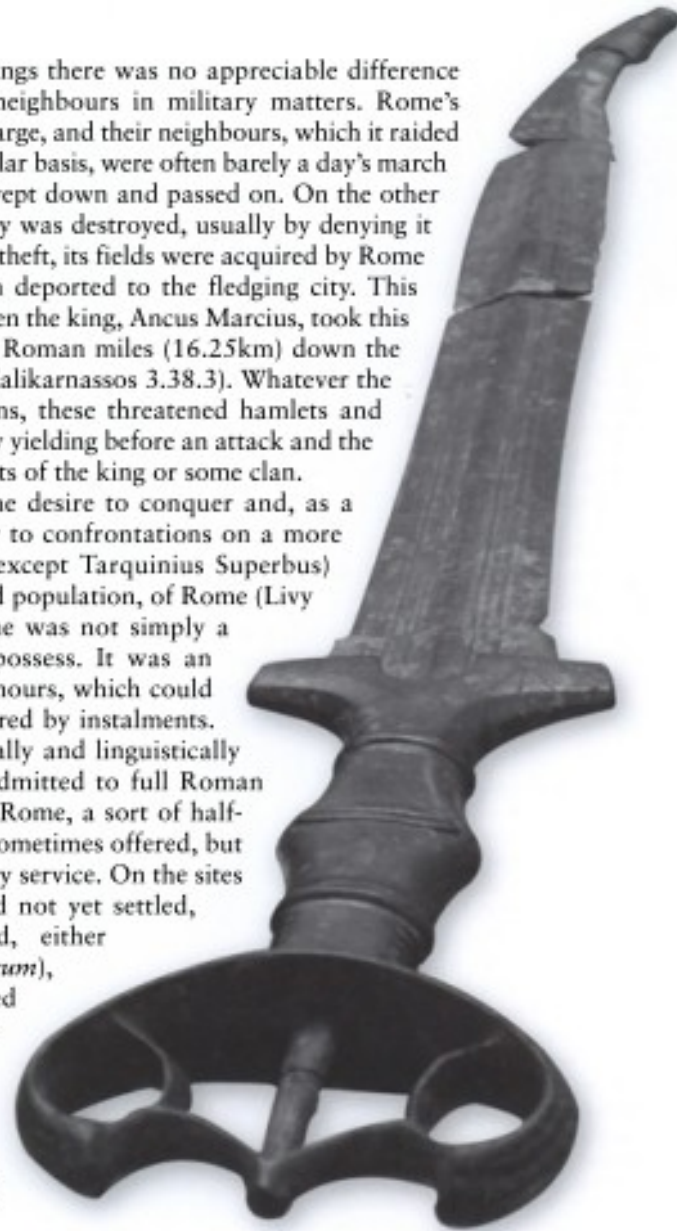 ngs there was no appreciable difference
neighbours in military matters. Rome's
arge, and their neighbours, which it raided
lar basis, were often barely a day's march
ept down and passed on. On the other
y was destroyed, usually by denying it
theft, its fields were acquired by Rome
deported to the fledging city. This
en the king, Ancus Marcius, took this
Roman miles (16.25km) down the
alikarnassos 3.38.3). Whatever the
ns, these threatened hamlets and
y yielding before an attack and the
ts of the king or some clan.
ne desire to conquer and, as a
to confrontations on a more
except Tarquinius Superbus)
d population, of Rome (Livy
ne was not simply a
possess. It was an
hours, which could
red by instalments.
ally and linguistically
dmitted to full Roman
Rome, a sort of half-
ometimes offered, but
y service. On the sites
d not yet settled,
d, either
rum),
ed